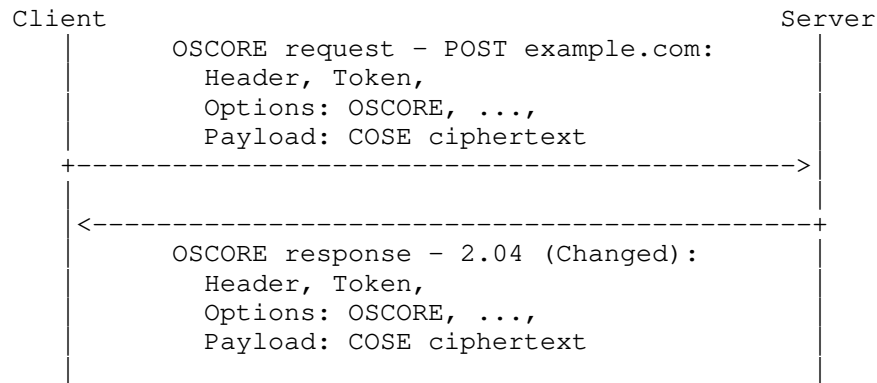 Client Server
OSCORE request - POST example.com:
Header, Token,
Options: OSCORE, ...,
Payload: COSE ciphertext
OSCORE response - 2.04 (Changed):
Header, Token,
Options: OSCORE, ...,
Payload: COSE ciphertext